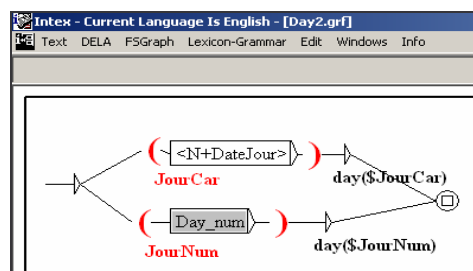 Intex - Current Language Is English - [Day2.grf]
Text DELA FSGraph Lexicon-Grammar Edit Windows Info
<N+DateJour>
JourCar
day($JourCar)
Day_num
JourNum
day($JourNum)